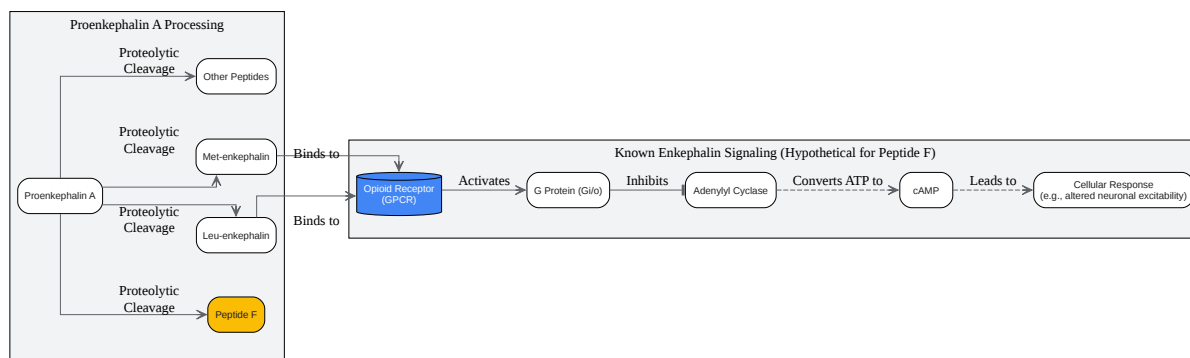 Proenkephalin A Processing
Proteolytic
Cleavage
Other Peptides
Proteolytic
Cleavage
Met-enkephalin
Binds to
Proenkephalin A
Proteolytic
Cleavage
Leu-enkephalin
Binds to
Proteolytic
Cleavage
Peptide F
Known Enkephalin Signaling (Hypothetical for Peptide F)
Opioid Receptor
(GPCR)
Activates
G Protein (Gi/o)
Inhibits
Adenylyl Cyclase
Converts ATP to
cAMP
Leads to
Cellular Response
(e.g., altered neuronal excitability)